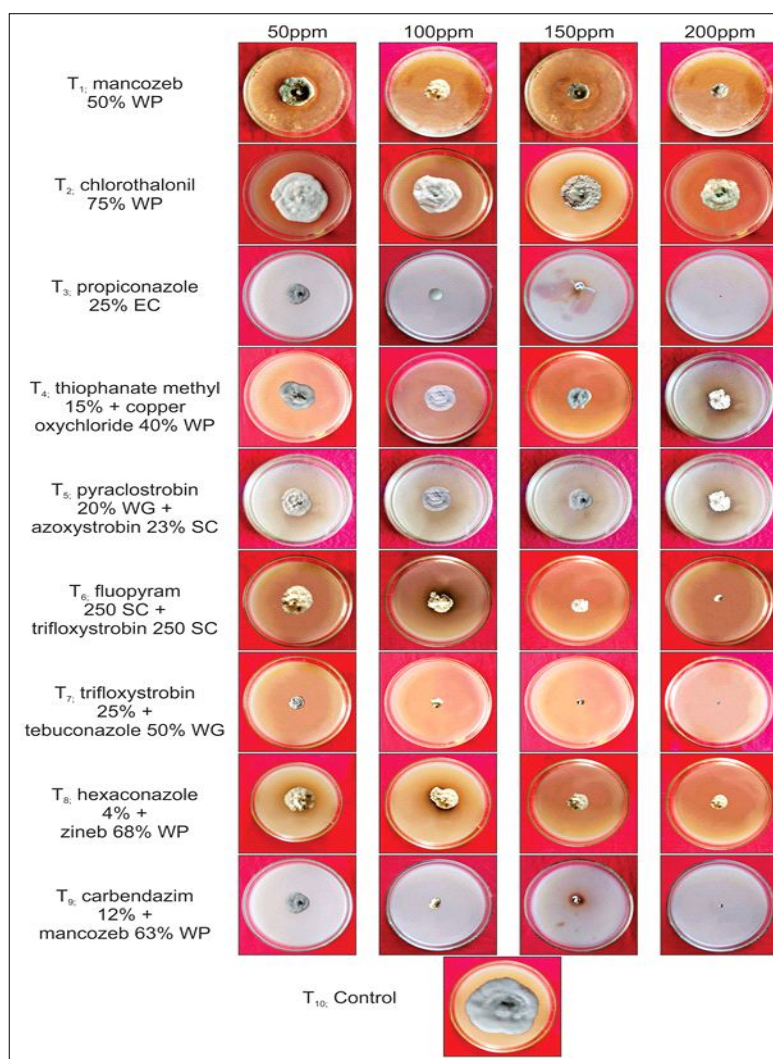 50ppm 100ppm 150ppm 200ppm
T1; mancozeb
50% WP
T2; chlorothalonil
75% WP
T3; propiconazole
25% EC
T4; thiophanate methyl
15% + copper
oxychloride 40% WP
T5; pyraclostrobin
20% WG +
azoxystrobin 23% SC
T6; fluopyram
250 SC +
trifloxystrobin 250 SC
T7; trifloxystrobin
25% +
tebuconazole 50% WG
T8; hexaconazole
4% +
zineb 68% WP
T9; carbendazim
12% +
mancozeb 63% WP
T10; Control